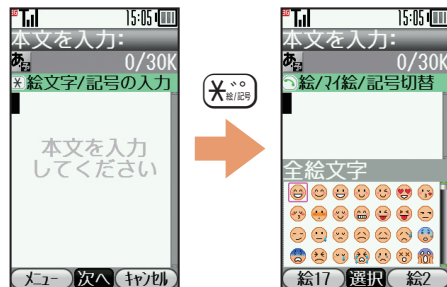 15:05
本文を入力:
あ字 0/30K
* 絵文字/記号の入力
本文を入力
してください
メニュー 次へ キャンセル
* 絵/記号
15:05
本文を入力:
あ字 0/30K
絵/マイ絵/記号切替
全絵文字
絵17 選択 絵2